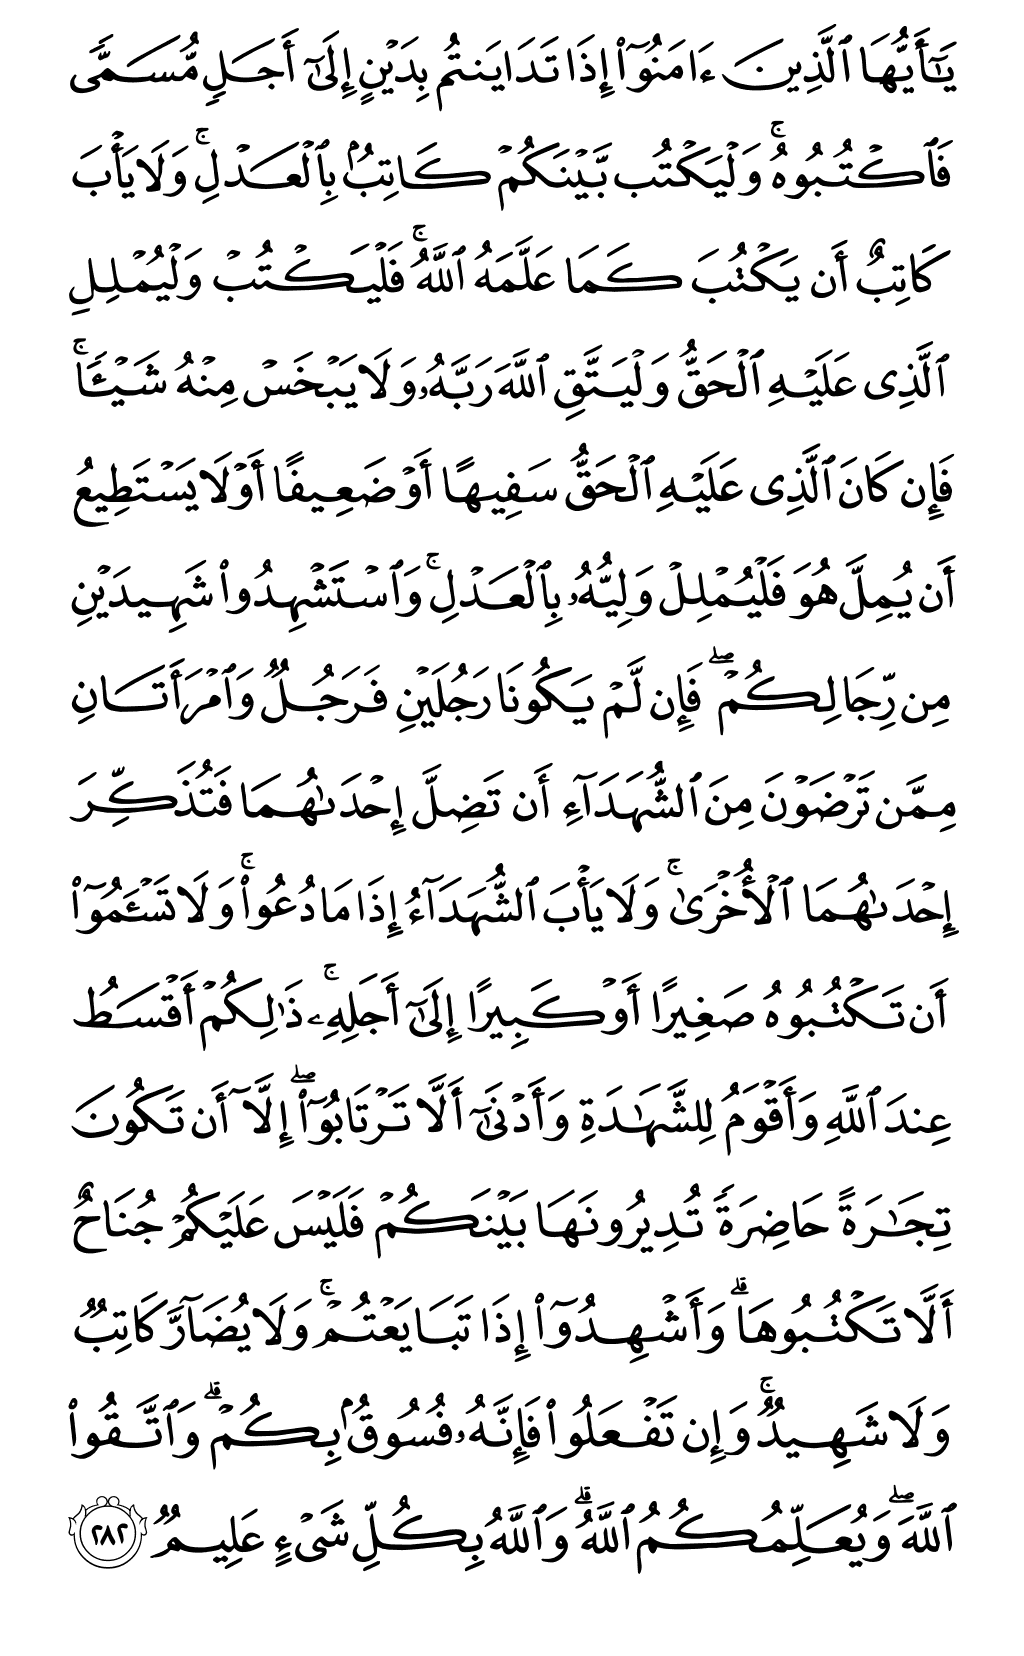 يَـٰٓأَيُّهَا ٱلَّذِينَ ءَامَنُوٓا۟ إِذَا تَدَايَنتُم بِدَيْنٍ إِلَىٰٓ أَجَلٍ مُّسَمًّى
فَٱكْتُبُوهُ ۚ وَلْيَكْتُب بَّيْنَكُمْ كَاتِبٌۢ بِٱلْعَدْلِ ۚ وَلَا يَأْبَ
كَاتِبٌ أَن يَكْتُبَ كَمَا عَلَّمَهُ ٱللَّهُ ۚ فَلْيَكْتُبْ وَلْيُمْلِلِ
ٱلَّذِى عَلَيْهِ ٱلْحَقُّ وَلْيَتَّقِ ٱللَّهَ رَبَّهُۥ وَلَا يَبْخَسْ مِنْهُ شَيْـًٔا ۚ
فَإِن كَانَ ٱلَّذِى عَلَيْهِ ٱلْحَقُّ سَفِيهًا أَوْ ضَعِيفًا أَوْ لَا يَسْتَطِيعُ
أَن يُمِلَّ هُوَ فَلْيُمْلِلْ وَلِيُّهُۥ بِٱلْعَدْلِ ۚ وَٱسْتَشْهِدُوا۟ شَهِيدَيْنِ
مِن رِّجَالِكُمْ ۖ فَإِن لَّمْ يَكُونَا رَجُلَيْنِ فَرَجُلٌ وَٱمْرَأَتَانِ
مِمَّن تَرْضَوْنَ مِنَ ٱلشُّهَدَآءِ أَن تَضِلَّ إِحْدَىٰهُمَا فَتُذَكِّرَ
إِحْدَىٰهُمَا ٱلْأُخْرَىٰ ۚ وَلَا يَأْبَ ٱلشُّهَدَآءُ إِذَا مَا دُعُوا۟ ۚ وَلَا تَسْـَٔمُوٓا۟
أَن تَكْتُبُوهُ صَغِيرًا أَوْ كَبِيرًا إِلَىٰٓ أَجَلِهِۦ ۚ ذَٰلِكُمْ أَقْسَطُ
عِندَ ٱللَّهِ وَأَقْوَمُ لِلشَّهَـٰدَةِ وَأَدْنَىٰٓ أَلَّا تَرْتَابُوٓا۟ ۖ إِلَّآ أَن تَكُونَ
تِجَـٰرَةً حَاضِرَةً تُدِيرُونَهَا بَيْنَكُمْ فَلَيْسَ عَلَيْكُمْ جُنَاحٌ
أَلَّا تَكْتُبُوهَا ۗ وَأَشْهِدُوٓا۟ إِذَا تَبَايَعْتُمْ ۚ وَلَا يُضَآرَّ كَاتِبٌ
وَلَا شَهِيدٌ ۚ وَإِن تَفْعَلُوا۟ فَإِنَّهُۥ فُسُوقٌۢ بِكُمْ ۗ وَٱتَّقُوا۟
ٱللَّهَ ۖ وَيُعَلِّمُكُمُ ٱللَّهُ ۗ وَٱللَّهُ بِكُلِّ شَىْءٍ عَلِيمٌ ٢٨٢